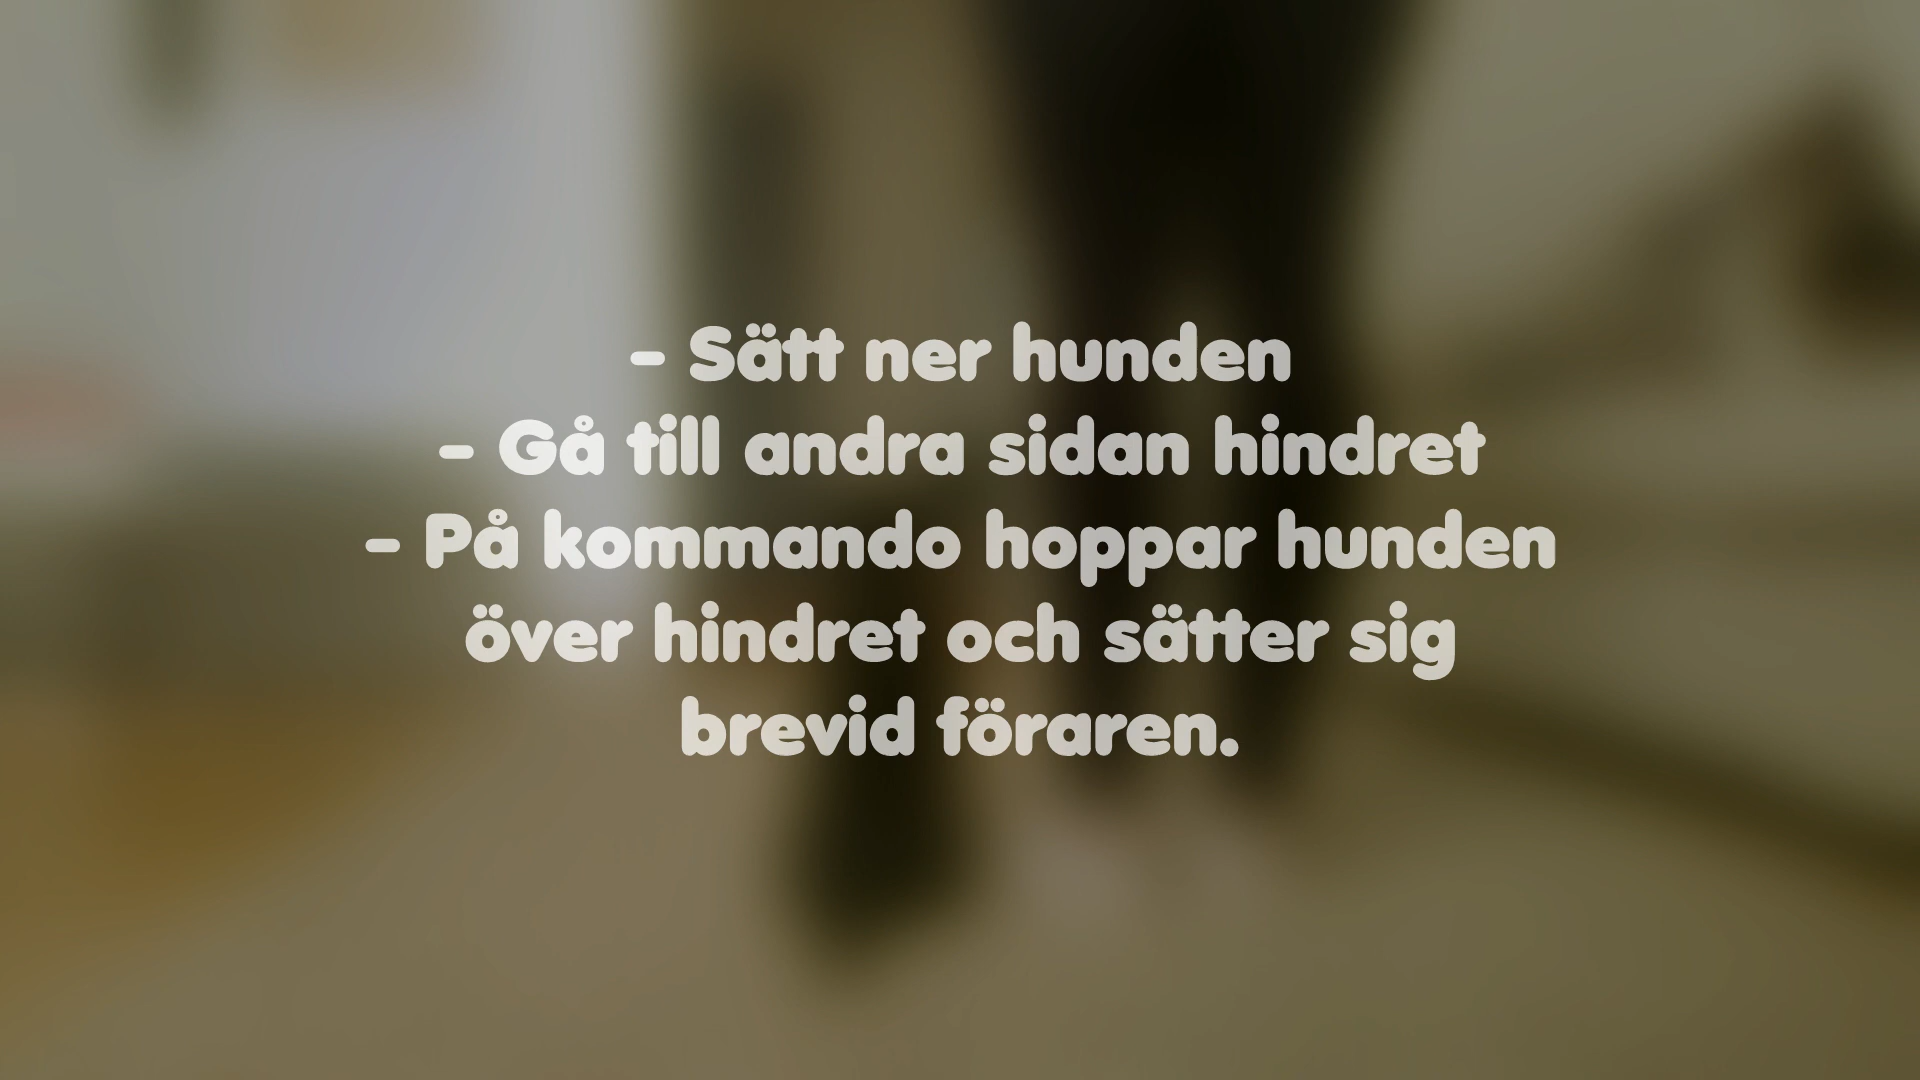 - Sätt ner hunden
- Gå till andra sidan hindret
- På kommando hoppar hunden
över hindret och sätter sig
brevid föraren.